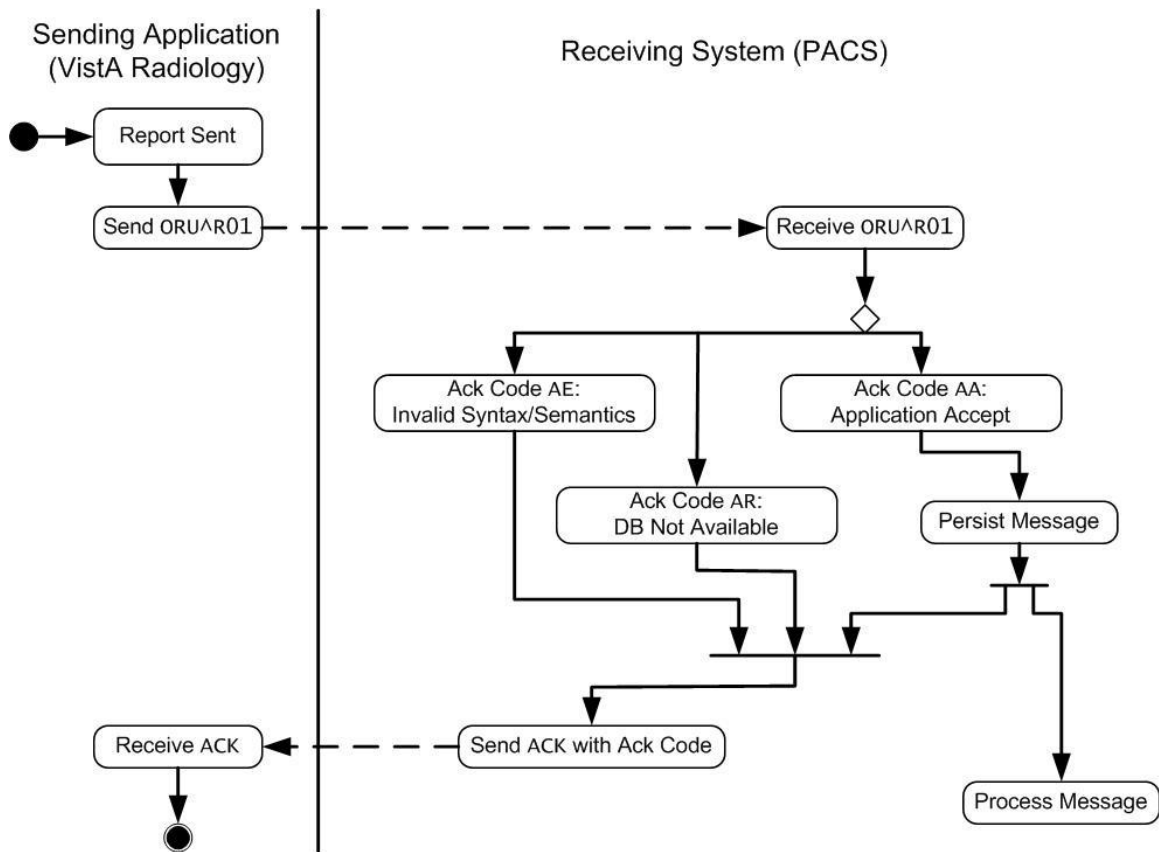 Sending Application
(VistA Radiology)
Receiving System (PACS)
Report Sent
Send ORU^R01
Receive ORU^R01
Ack Code AE:
Invalid Syntax/Semantics
Ack Code AA:
Application Accept
Ack Code AR:
DB Not Available
Persist Message
Receive ACK
Send ACK with Ack Code
Process Message